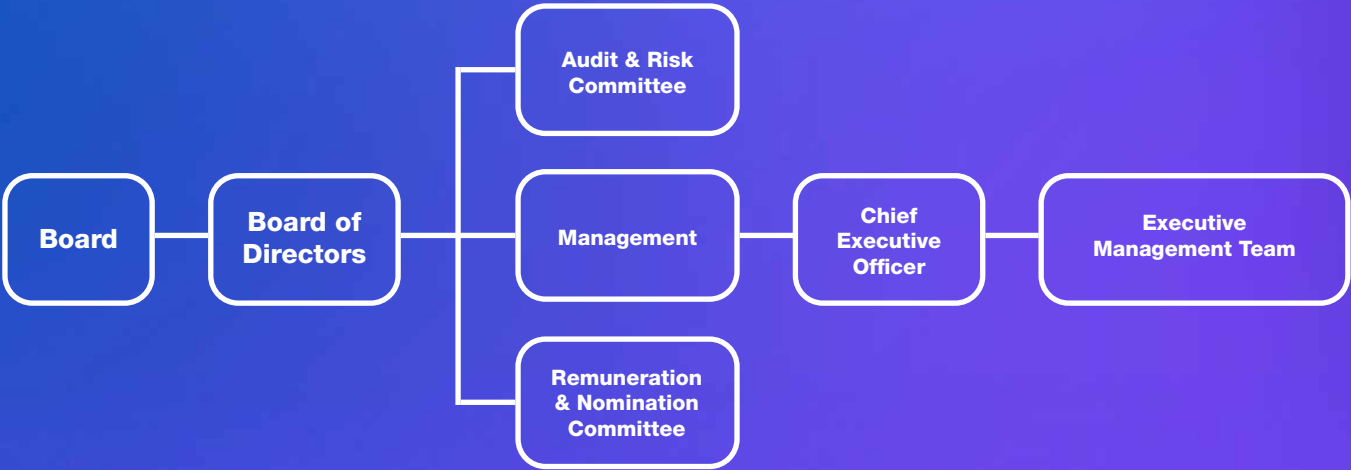 Audit & Risk
Committee
Board
Board of
Directors
Management
Chief
Executive
Officer
Executive
Management Team
Remuneration
& Nomination
Committee